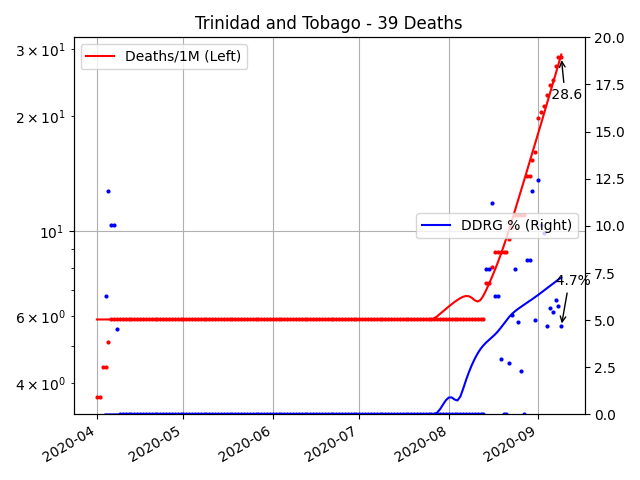 Trinidad and Tobago - 39 Deaths
Deaths/1M (Left)
DDRG % (Right)
28.6
4.7%
3 × 10¹
2 × 10¹
10¹
6 × 10⁰
4 × 10⁰
20.0
17.5
15.0
12.5
10.0
7.5
5.0
2.5
0.0
2020-04
2020-05
2020-06
2020-07
2020-08
2020-09